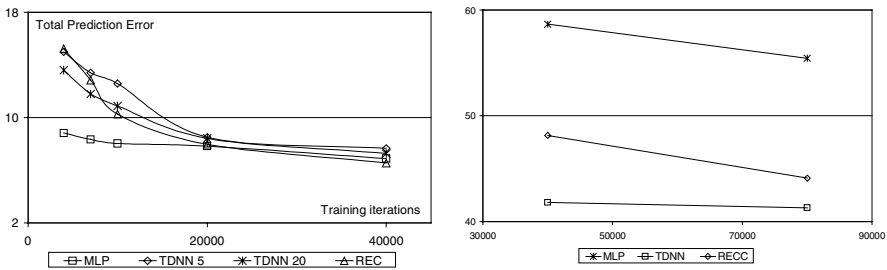 18
Total Prediction Error
10
Training iterations
2
0 20000 40000
MLP TDNN 5 TDNN 20 REC
60
50
40
30000 50000 70000 90000
MLP TDNN RECC